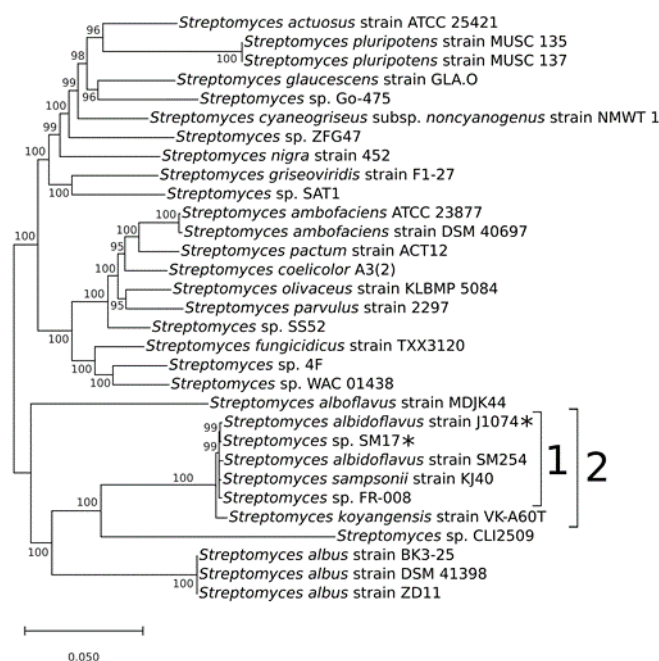 Streptomyces actuosus strain ATCC 25421
96
Streptomyces pluripotens strain MUSC 135
100
Streptomyces pluripotens strain MUSC 137
98
Streptomyces glaucescens strain GLA.O
99
96
Streptomyces sp. Go-475
100
Streptomyces cyaneogriseus subsp. noncyanogenus strain NMWT 1
99
Streptomyces sp. ZFG47
100
Streptomyces nigra strain 452
Streptomyces griseoviridis strain F1-27
100
Streptomyces sp. SAT1
100
Streptomyces ambofaciens ATCC 23877
100
Streptomyces ambofaciens strain DSM 40697
100
95
Streptomyces pactum strain ACT12
100
Streptomyces coelicolor A3(2)
100
Streptomyces olivaceus strain KLBMP 5084
95
Streptomyces parvulus strain 2297
Streptomyces sp. SS52
100
Streptomyces fungicidicus strain TXX3120
100
Streptomyces sp. 4F
100
Streptomyces sp. WAC 01438
Streptomyces alboflavus strain MDJK44
99
Streptomyces albidoflavus strain J1074*
99
Streptomyces sp. SM17*
Streptomyces albidoflavus strain SM254
1
2
100
Streptomyces sampsonii strain KJ40
Streptomyces sp. FR-008
100
Streptomyces koyangensis strain VK-A60T
Streptomyces sp. CLI2509
100
Streptomyces albus strain BK3-25
Streptomyces albus strain DSM 41398
100
Streptomyces albus strain ZD11
0.050